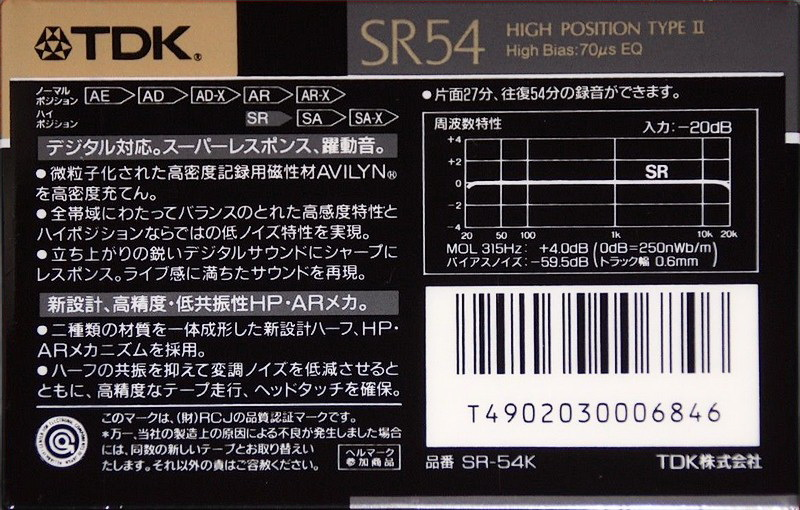 TDK®
SR54
HIGH POSITION TYPE II
High Bias:70μs EQ
ノーマルポジション AE AD AD-X AR AR-X
ハイポジション SR SA SA-X
デジタル対応。スーパーレスポンス、躍動音。
●微粒子化された高密度記録用磁性材AVILYN®
を高密度充てん。
●全帯域にわたってバランスのとれた高感度特性と
ハイポジションならではの低ノイズ特性を実現。
●立ち上がりの鋭いデジタルサウンドにシャープに
レスポンス。ライブ感に満ちたサウンドを再現。
新設計、高精度・低共振性HP・ARメカ。
●二種類の材質を一体成形した新設計ハーフ、HP・
ARメカニズムを採用。
●ハーフの共振を抑えて変調ノイズを低減させると
ともに、高精度なテープ走行、ヘッドタッチを確保。
このマークは、(財)RCJの品質認証マークです。
*万一、当社の製造上の原因による不良が発生しました場合
には、同数の新しいテープとお取り替えい
たします。それ以外の責はご容赦ください。
ベルマーク
参加商品
●片面27分、往復54分の録音ができます。
周波数特性 入力:-20dB
+4
+2
0
-2
-4
SR
20 50 100 1k 10k 20k
MOL 315Hz: +4.0dB (0dB=250nWb/m
バイアスノイズ: -59.5dB トラック幅 0.6mm)
T4902030006846
品番 SR-54K TDK株式会社